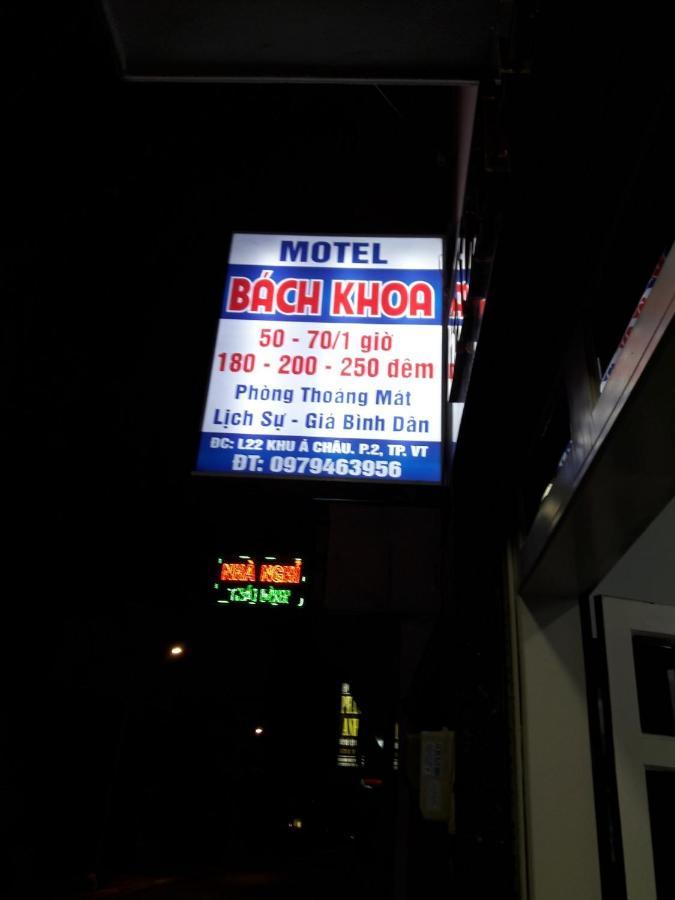 MOTEL
BÁCH KHOA
50 - 70/1 giờ
180 - 200 - 250 đêm
Phòng Thoáng Mát
Lịch Sự - Giá Bình Dân
ĐC: L22 KHU Á CHÂU. P.2, TP. VT
ĐT: 0979463956
NHÀ NGHỈ